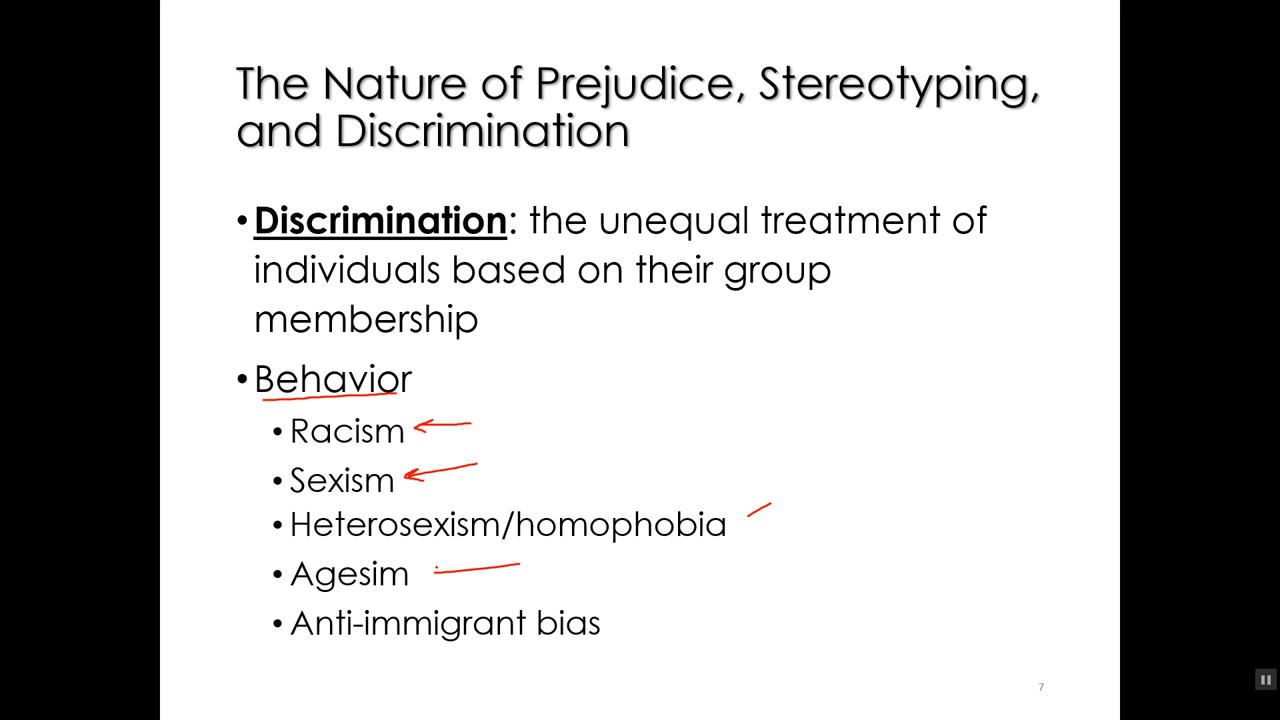 The Nature of Prejudice, Stereotyping,
and Discrimination
• Discrimination: the unequal treatment of
individuals based on their group
membership
• Behavior
• Racism
• Sexism
• Heterosexism/homophobia
• Agesim
• Anti-immigrant bias
7